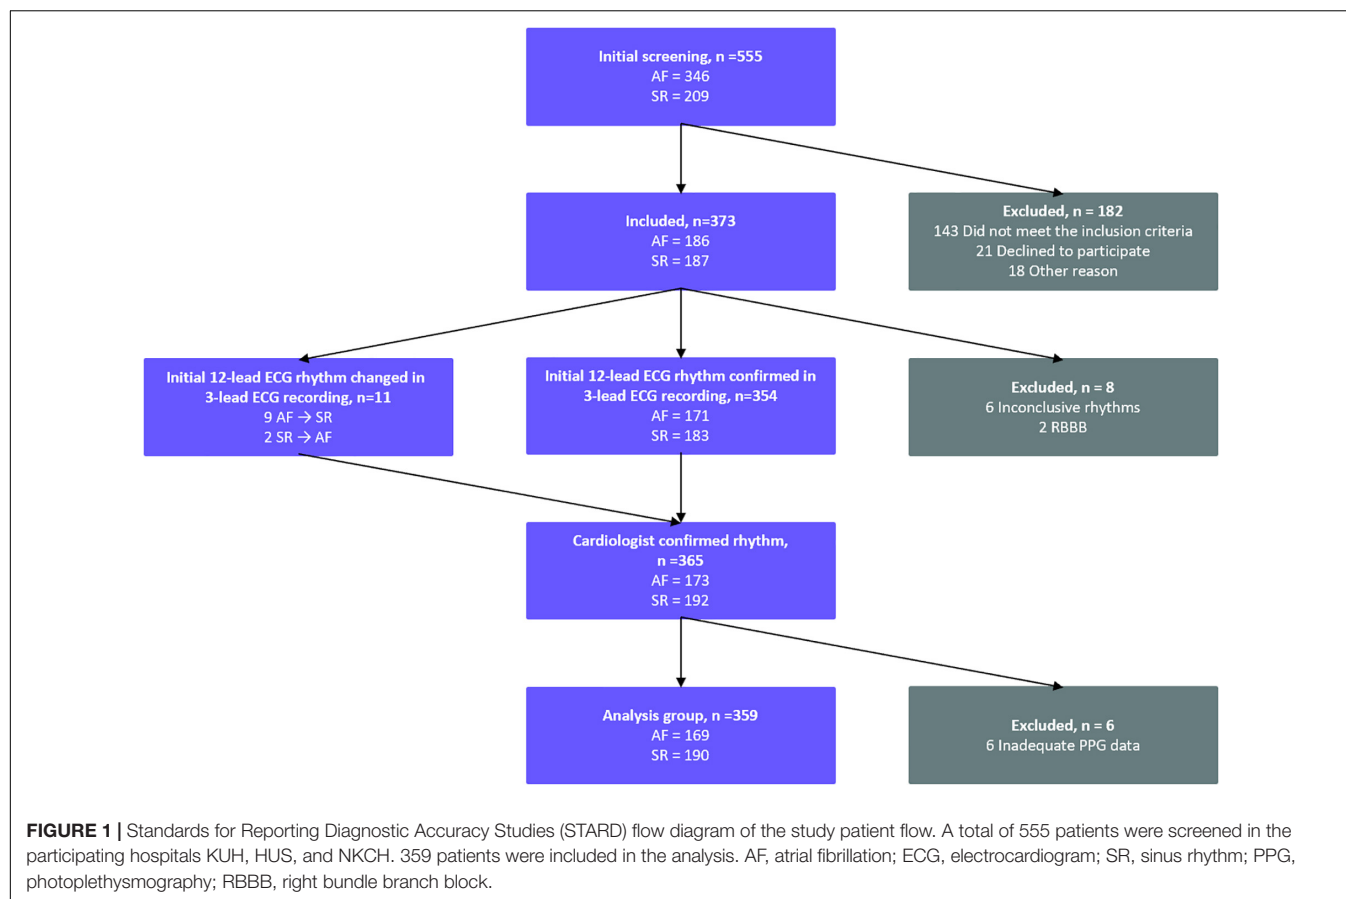 Initial screening, n =555
AF = 346
SR = 209
Included, n=373
AF = 186
SR = 187
Excluded, n = 182
143 Did not meet the inclusion criteria
21 Declined to participate
18 Other reason
Initial 12-lead ECG rhythm changed in
3-lead ECG recording, n=11
9 AF → SR
2 SR → AF
Initial 12-lead ECG rhythm confirmed in
3-lead ECG recording, n=354
AF = 171
SR = 183
Excluded, n = 8
6 Inconclusive rhythms
2 RBBB
Cardiologist confirmed rhythm,
n =365
AF = 173
SR = 192
Analysis group, n =359
AF = 169
SR = 190
Excluded, n = 6
6 Inadequate PPG data
FIGURE 1 | Standards for Reporting Diagnostic Accuracy Studies (STARD) flow diagram of the study patient flow. A total of 555 patients were screened in the
participating hospitals KUH, HUS, and NKCH. 359 patients were included in the analysis. AF, atrial fibrillation; ECG, electrocardiogram; SR, sinus rhythm; PPG,
photoplethysmography; RBBB, right bundle branch block.